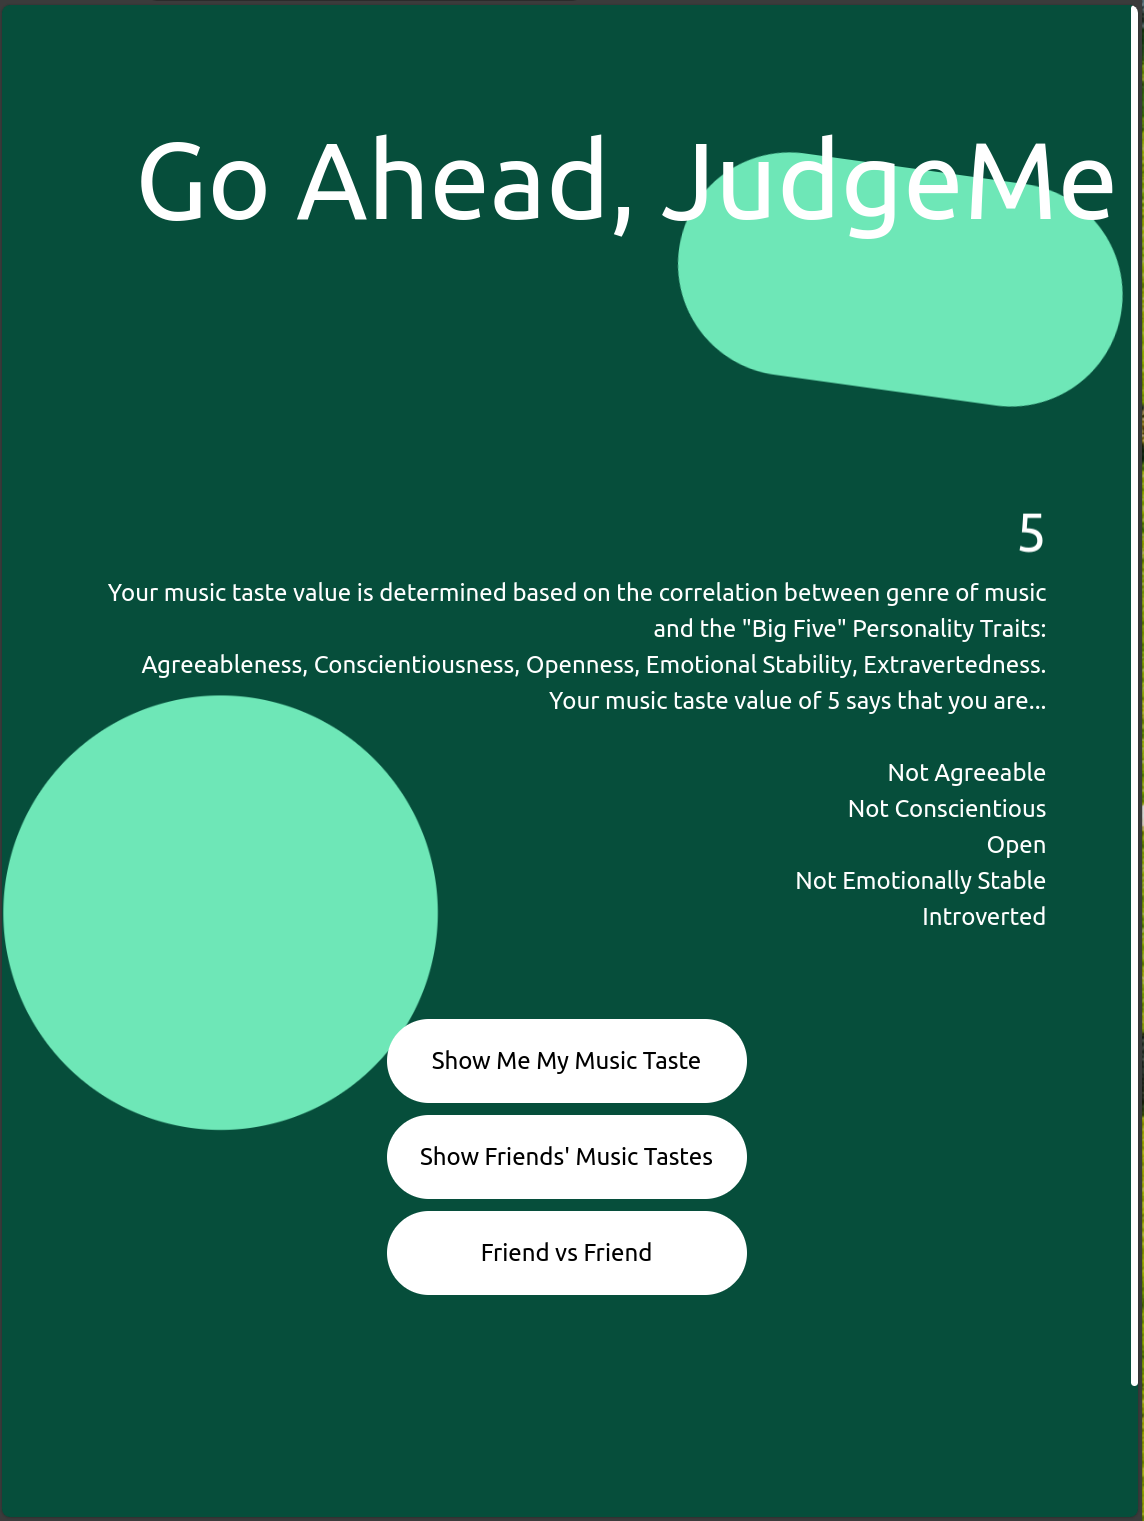 Go Ahead, JudgeMe
5
Your music taste value is determined based on the correlation between genre of music
and the "Big Five" Personality Traits:
Agreeableness, Conscientiousness, Openness, Emotional Stability, Extravertedness.
Your music taste value of 5 says that you are...
Not Agreeable
Not Conscientious
Open
Not Emotionally Stable
Introverted
Show Me My Music Taste
Show Friends' Music Tastes
Friend vs Friend